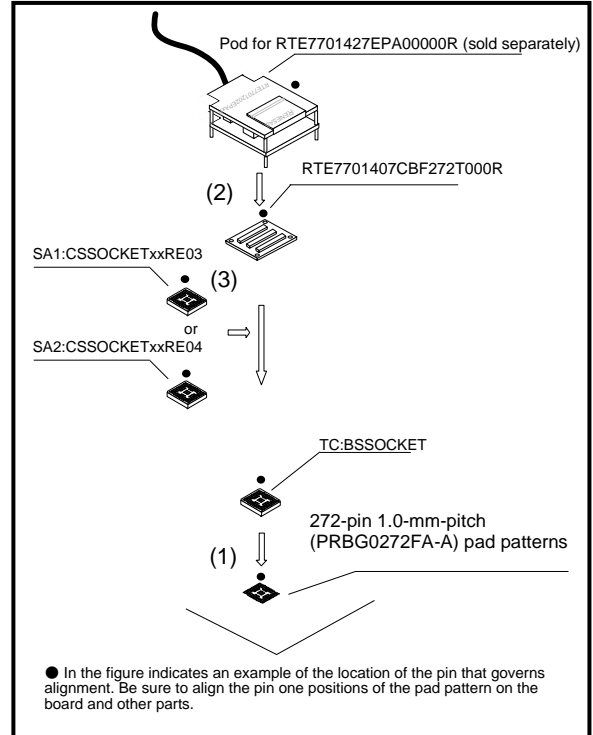 Pod for RTE7701427EPA00000R (sold separately)
RENESAS
RTE7701407CBF272T000R
(2)
SA1:CSSOCKETxxRE03
(3)
or
SA2:CSSOCKETxxRE04
TC:BSSOCKET
272-pin 1.0-mm-pitch
(PRBG0272FA-A) pad patterns
(1)
● In the figure indicates an example of the location of the pin that governs
alignment. Be sure to align the pin one positions of the pad pattern on the
board and other parts.